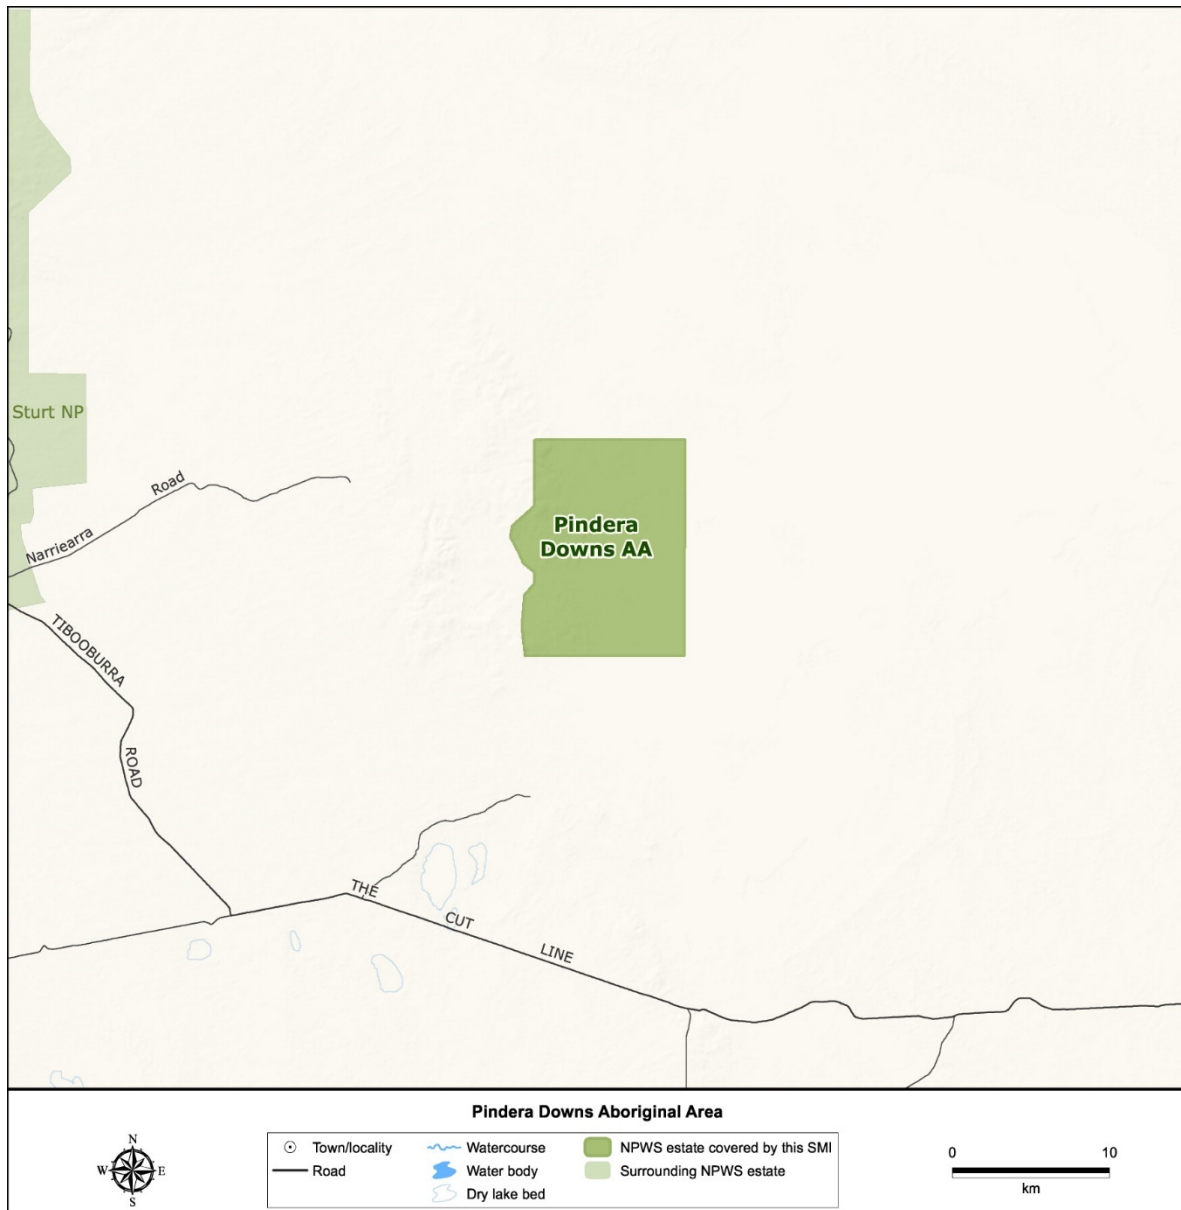 Sturt NP
Narriearra Road
Pindera
Downs AA
TIBOOBURRA ROAD
THE CUT LINE
Pindera Downs Aboriginal Area
N
W E
S
Town/locality
Road
Watercourse
Water body
Dry lake bed
NPWS estate covered by this SMI
Surrounding NPWS estate
0 10
km